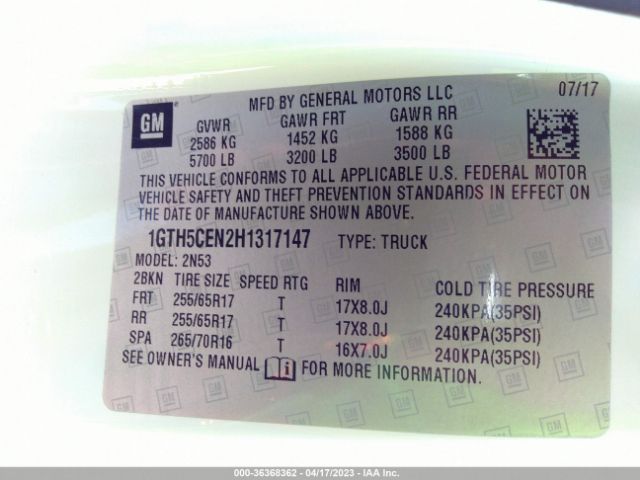 GM
MFD BY GENERAL MOTORS LLC 07/17
GVWR GAWR FRT GAWR RR
2586 KG 1452 KG 1588 KG
5700 LB 3200 LB 3500 LB
THIS VEHICLE CONFORMS TO ALL APPLICABLE U.S. FEDERAL MOTOR
VEHICLE SAFETY AND THEFT PREVENTION STANDARDS IN EFFECT ON
THE DATE OF MANUFACTURE SHOWN ABOVE.
1GTH5CEN2H1317147 TYPE: TRUCK
MODEL: 2N53
2BKN TIRE SIZE SPEED RTG RIM COLD TIRE PRESSURE
FRT 255/65R17 T 17X8.0J 240KPA(35PSI)
RR 255/65R17 T 17X8.0J 240KPA(35PSI)
SPA 265/70R16 T 16X7.0J 240KPA(35PSI)
SEE OWNER'S MANUAL FOR MORE INFORMATION.
000-36368362 - 04/17/2023 - IAA Inc.